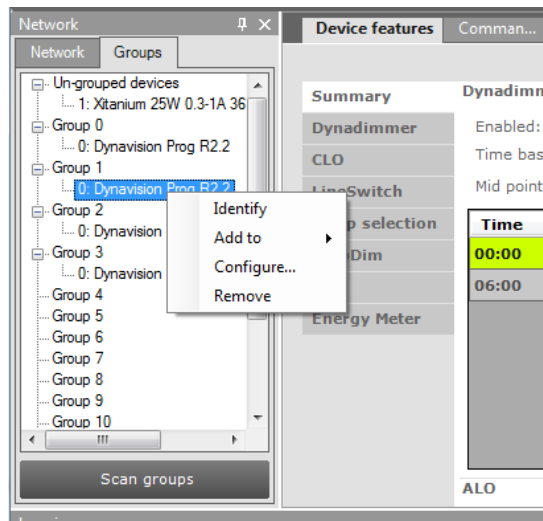 Network
Network Groups
Un-grouped devices
1: Xitanium 25W 0.3-1A 36
Group 0
0: Dynavision Prog R2.2
Group 1
0: Dynavision Prog R2.2
Group 2
0: Dynavision
Group 3
0: Dynavision
Group 4
Group 5
Group 6
Group 7
Group 8
Group 9
Group 10
Scan groups
Identify
Add to
Configure...
Remove
Device features Comman...
Summary
Dynadimmer
CLO
LineSwitch
selection
Dim
Energy Meter
Dynadimm
Enabled:
Time bas
Mid point
Time
00:00
06:00
ALO